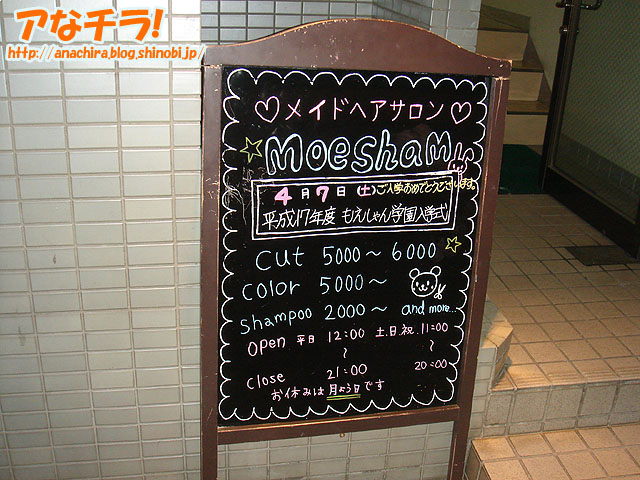 アなチラ!
http://anachira.blog.shinobi.jp/
♡メイドヘアサロン♡
moesham
4月7日(土)ご入学おめでとうございます。
平成17年度 もえしゃん学園入学式
cut 5000~6000
color 5000~
shampoo 2000~ and more...
open 平日 12:00 土.日.祝.11:00
~ ~
close 21:00 20:00
お休みは月よう日です